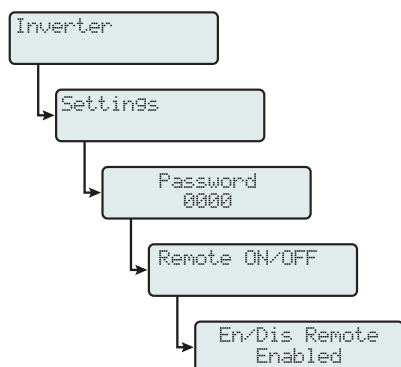 Inverter
Settings
Password
0000
Remote ON/OFF
En/Dis Remote
Enabled